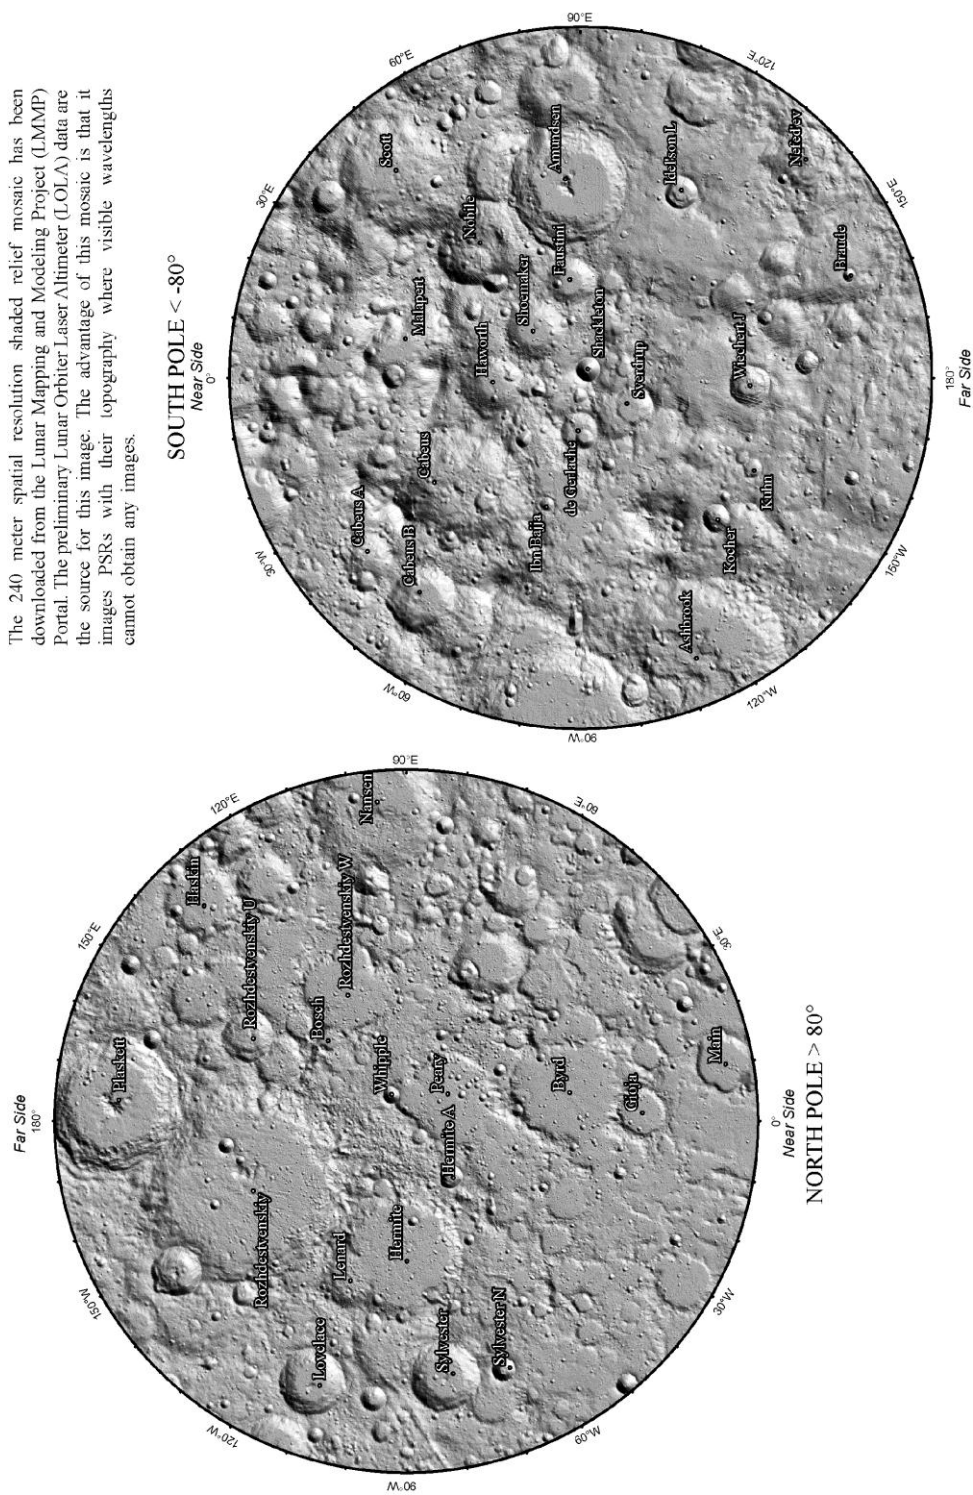 The 240 meter spatial resolution shaded relief mosaic has been
downloaded from the Lunar Mapping and Modeling Project (LMMP)
Portal. The preliminary Lunar Orbiter Laser Altimeter (LOLA) data are
the source for this image. The advantage of this mosaic is that it
images PSRs with their topography where visible wavelengths
cannot obtain any images.
SOUTH POLE < -80°
Near Side
0°
30°W
30°E
60°W
60°E
90°W
90°E
120°W
120°E
150°W
150°E
180°
Far Side
Scott
Cabeus A
Malapert
Cabeus B
Cabeus
Nobile
Haworth
Shoemaker
Amundsen
Faustini
Ibn Bajja
de Gerlache
Shackleton
Sverdrup
Idel'son L
Ashbrook
Kocher
Kuhn
Wiechert J
Nefed'ev
Braude
Far Side
180°
150°W
150°E
120°W
120°E
90°W
90°E
60°W
60°E
30°W
30°E
0°
Near Side
Plaskett
Haskin
Rozhdestvenskiy U
Rozhdestvenskiy
Bosch
Rozhdestvenskiy W
Nansen
Lovelace
Lenard
Whipple
Hermite
Peary
Hermite A
Sylvester
Sylvester N
Byrd
Gioja
Main
NORTH POLE > 80°